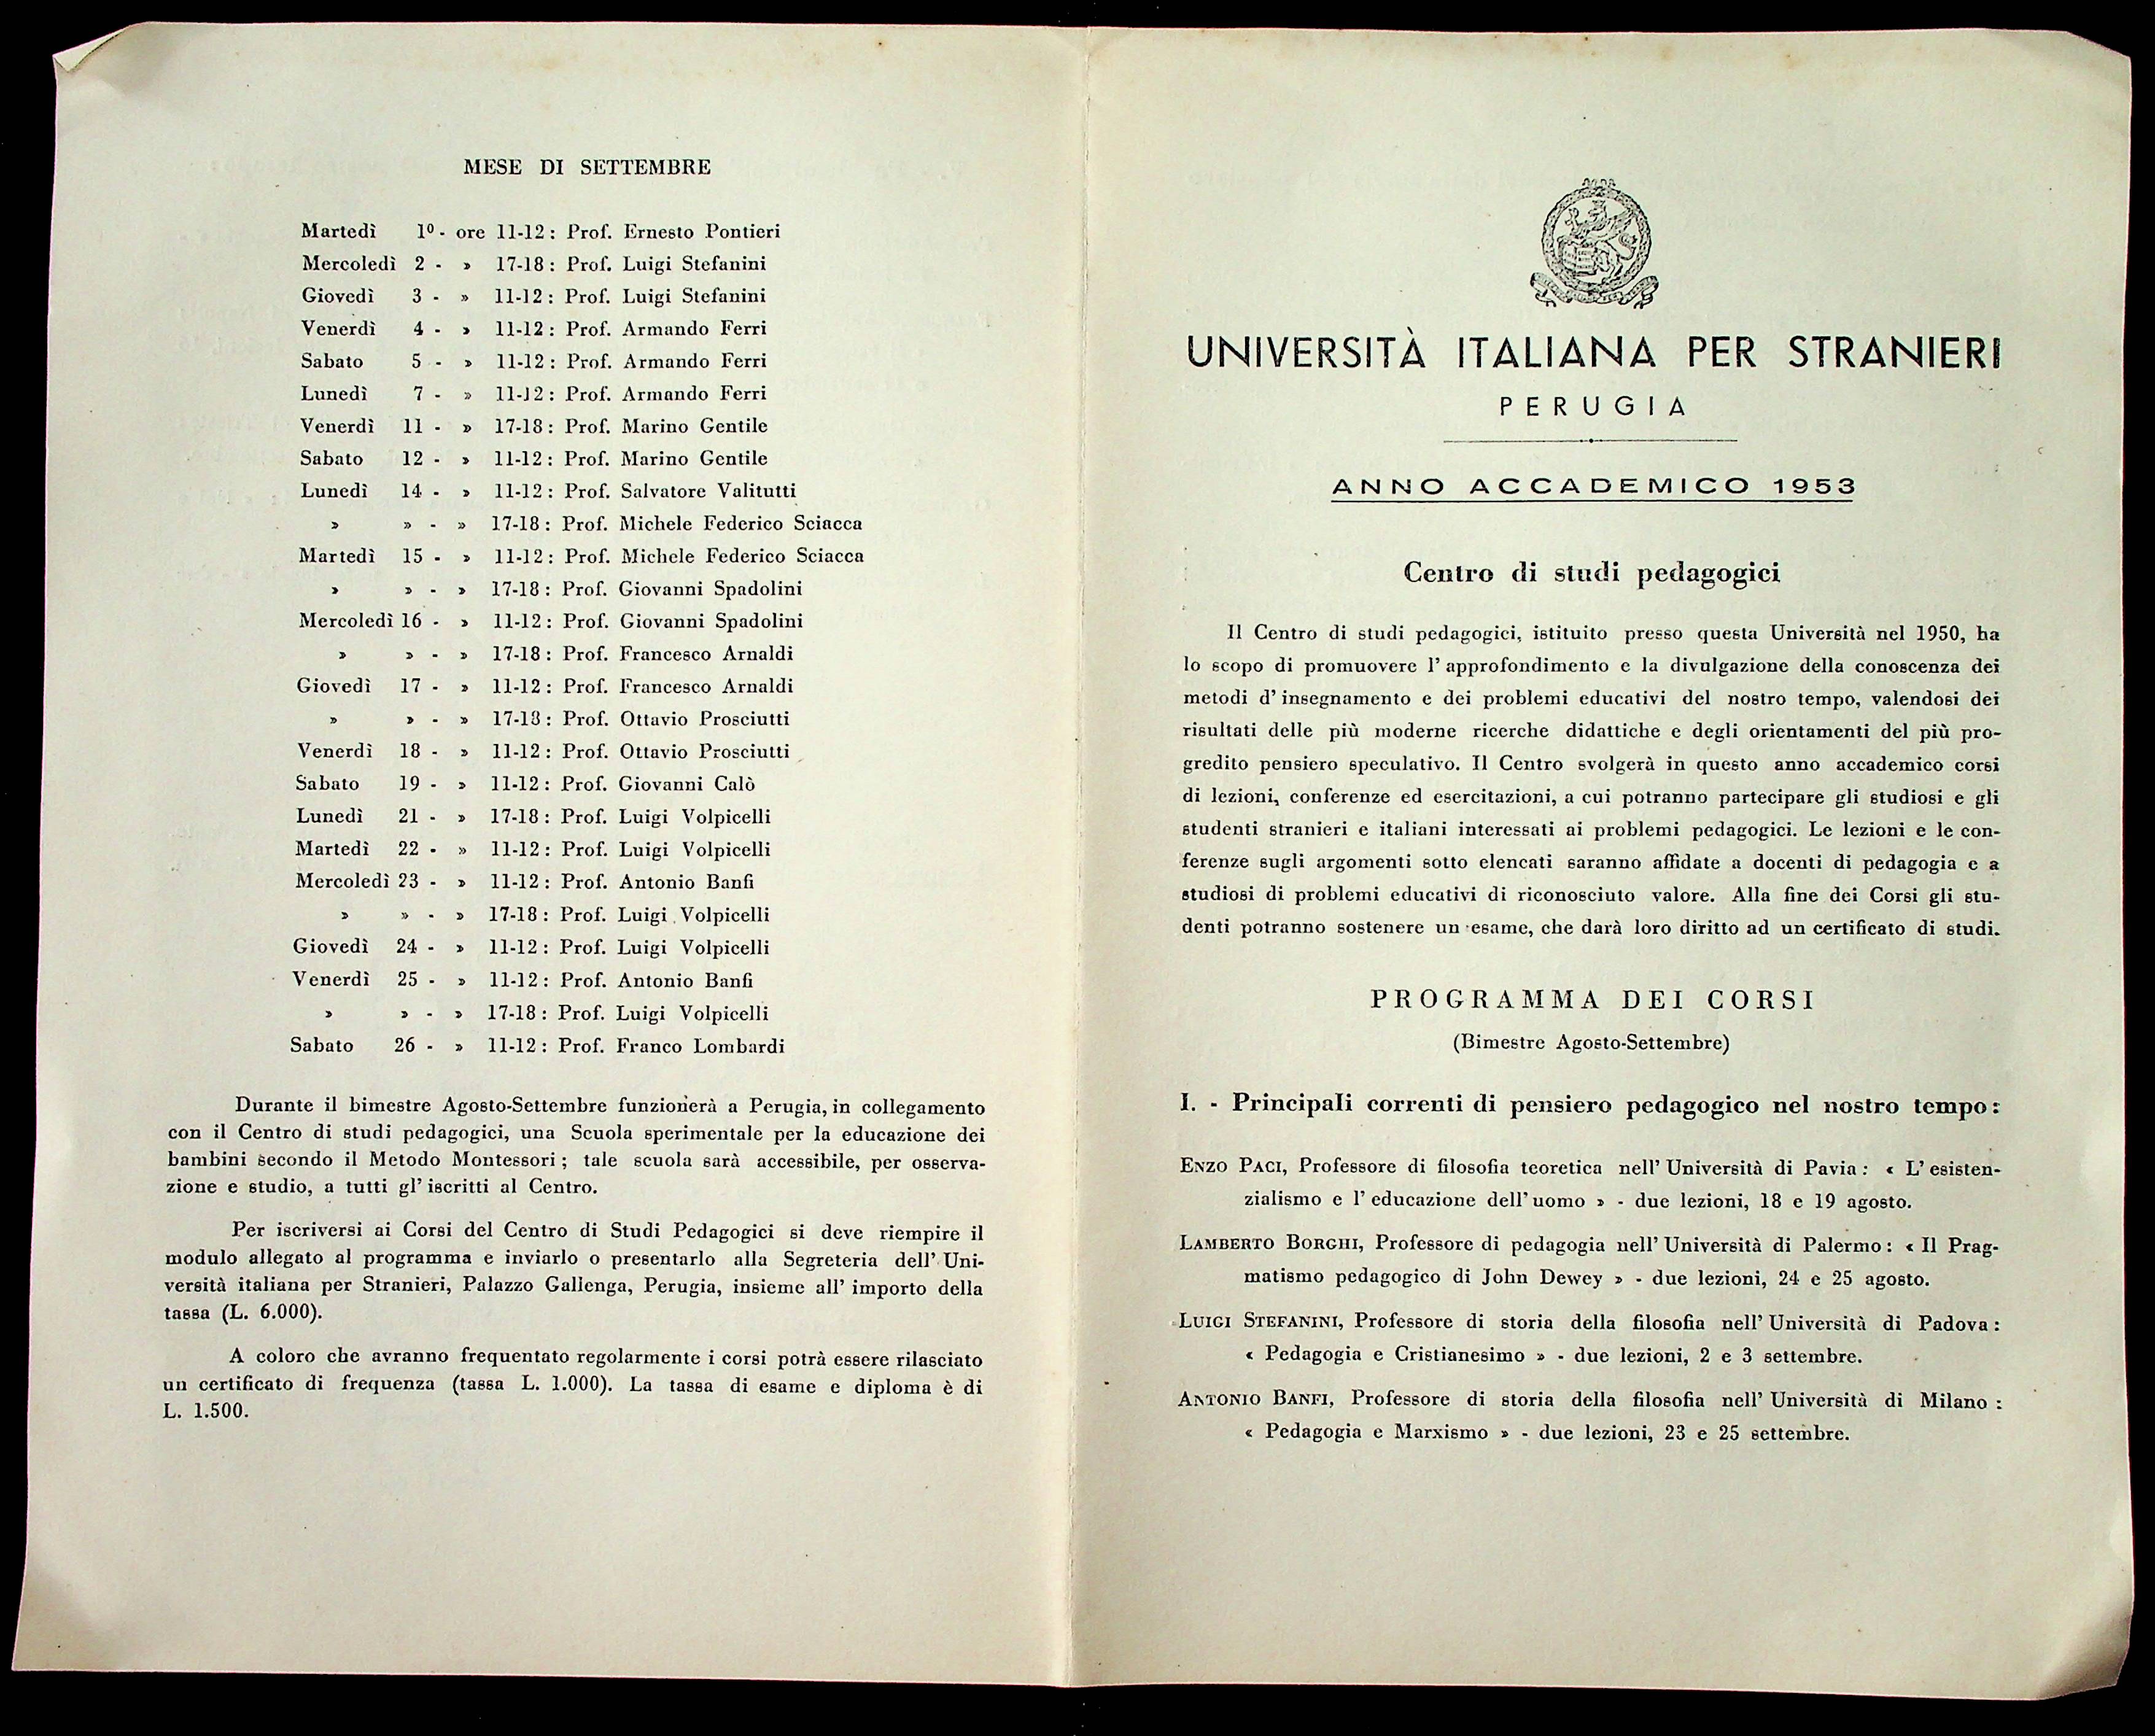 MESE DI SETTEMBRE
Martedì 1º - ore 11-12 : Prof. Ernesto Pontieri
Mercoledì 2 - » 17-18 : Prof. Luigi Stefanini
Giovedì 3 - » 11-12 : Prof. Luigi Stefanini
Venerdì 4 - » 11-12 : Prof. Armando Ferri
Sabato 5 - » 11-12 : Prof. Armando Ferri
Lunedì 7 - » 11-12 : Prof. Armando Ferri
Venerdì 11 - » 17-18 : Prof. Marino Gentile
Sabato 12 - » 11-12 : Prof. Marino Gentile
Lunedì 14 - » 11-12 : Prof. Salvatore Valitutti
» » - » 17-18 : Prof. Michele Federico Sciacca
Martedì 15 - » 11-12 : Prof. Michele Federico Sciacca
» » - » 17-18 : Prof. Giovanni Spadolini
Mercoledì 16 - » 11-12 : Prof. Giovanni Spadolini
» » - » 17-18 : Prof. Francesco Arnaldi
Giovedì 17 - » 11-12 : Prof. Francesco Arnaldi
» » - » 17-18 : Prof. Ottavio Prosciutti
Venerdì 18 - » 11-12 : Prof. Ottavio Prosciutti
Sabato 19 - » 11-12 : Prof. Giovanni Calò
Lunedì 21 - » 17-18 : Prof. Luigi Volpicelli
Martedì 22 - » 11-12 : Prof. Luigi Volpicelli
Mercoledì 23 - » 11-12 : Prof. Antonio Banfi
» » - » 17-18 : Prof. Luigi Volpicelli
Giovedì 24 - » 11-12 : Prof. Luigi Volpicelli
Venerdì 25 - » 11-12 : Prof. Antonio Banfi
» » - » 17-18 : Prof. Luigi Volpicelli
Sabato 26 - » 11-12 : Prof. Franco Lombardi
Durante il bimestre Agosto-Settembre funzionerà a Perugia, in collegamento
con il Centro di studi pedagogici, una Scuola sperimentale per la educazione dei
bambini secondo il Metodo Montessori ; tale scuola sarà accessibile, per osserva-
zione e studio, a tutti gl' iscritti al Centro.
Per iscriversi ai Corsi del Centro di Studi Pedagogici si deve riempire il
modulo allegato al programma e inviarlo o presentarlo alla Segreteria dell' Uni-
versità italiana per Stranieri, Palazzo Gallenga, Perugia, insieme all' importo della
tassa (L. 6.000).
A coloro che avranno frequentato regolarmente i corsi potrà essere rilasciato
un certificato di frequenza (tassa L. 1.000). La tassa di esame e diploma è di
L. 1.500.
UNIVERSITÀ ITALIANA PER STRANIERI
PERUGIA
ANNO ACCADEMICO 1953
Centro di studi pedagogici
Il Centro di studi pedagogici, istituito presso questa Università nel 1950, ha
lo scopo di promuovere l' approfondimento e la divulgazione della conoscenza dei
metodi d' insegnamento e dei problemi educativi del nostro tempo, valendosi dei
risultati delle più moderne ricerche didattiche e degli orientamenti del più pro-
gredito pensiero speculativo. Il Centro svolgerà in questo anno accademico corsi
di lezioni, conferenze ed esercitazioni, a cui potranno partecipare gli studiosi e gli
studenti stranieri e italiani interessati ai problemi pedagogici. Le lezioni e le con-
ferenze sugli argomenti sotto elencati saranno affidate a docenti di pedagogia e a
studiosi di problemi educativi di riconosciuto valore. Alla fine dei Corsi gli stu-
denti potranno sostenere un esame, che darà loro diritto ad un certificato di studi.
PROGRAMMA DEI CORSI
(Bimestre Agosto-Settembre)
I. - Principali correnti di pensiero pedagogico nel nostro tempo :
ENZO PACI, Professore di filosofia teoretica nell' Università di Pavia : « L' esisten-
zialismo e l' educazione dell' uomo » - due lezioni, 18 e 19 agosto.
LAMBERTO BORGHI, Professore di pedagogia nell' Università di Palermo : « Il Prag-
matismo pedagogico di John Dewey » - due lezioni, 24 e 25 agosto.
LUIGI STEFANINI, Professore di storia della filosofia nell' Università di Padova :
« Pedagogia e Cristianesimo » - due lezioni, 2 e 3 settembre.
ANTONIO BANFI, Professore di storia della filosofia nell' Università di Milano :
« Pedagogia e Marxismo » - due lezioni, 23 e 25 settembre.